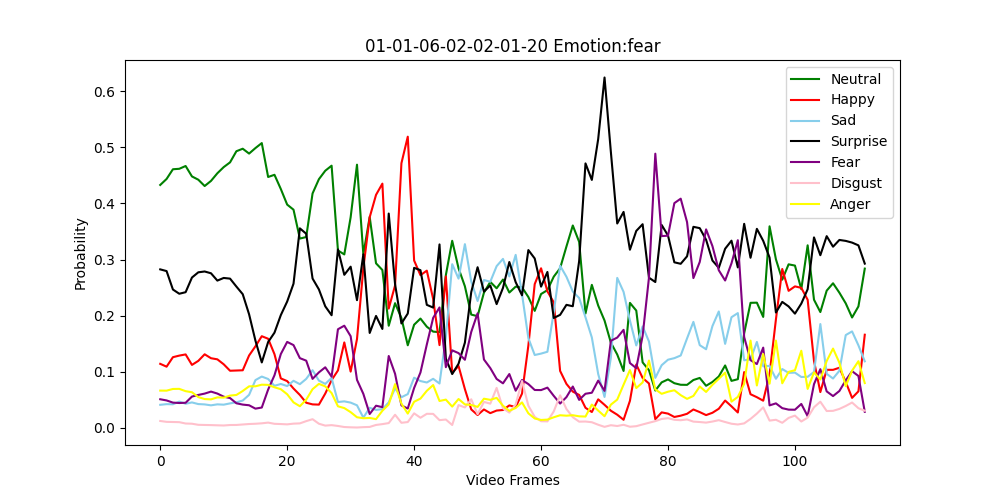 01-01-06-02-02-01-20 Emotion:fear
Probability
0.6
0.5
0.4
0.3
0.2
0.1
0.0
Neutral
Happy
Sad
Surprise
Fear
Disgust
Anger
0 20 40 60 80 100
Video Frames